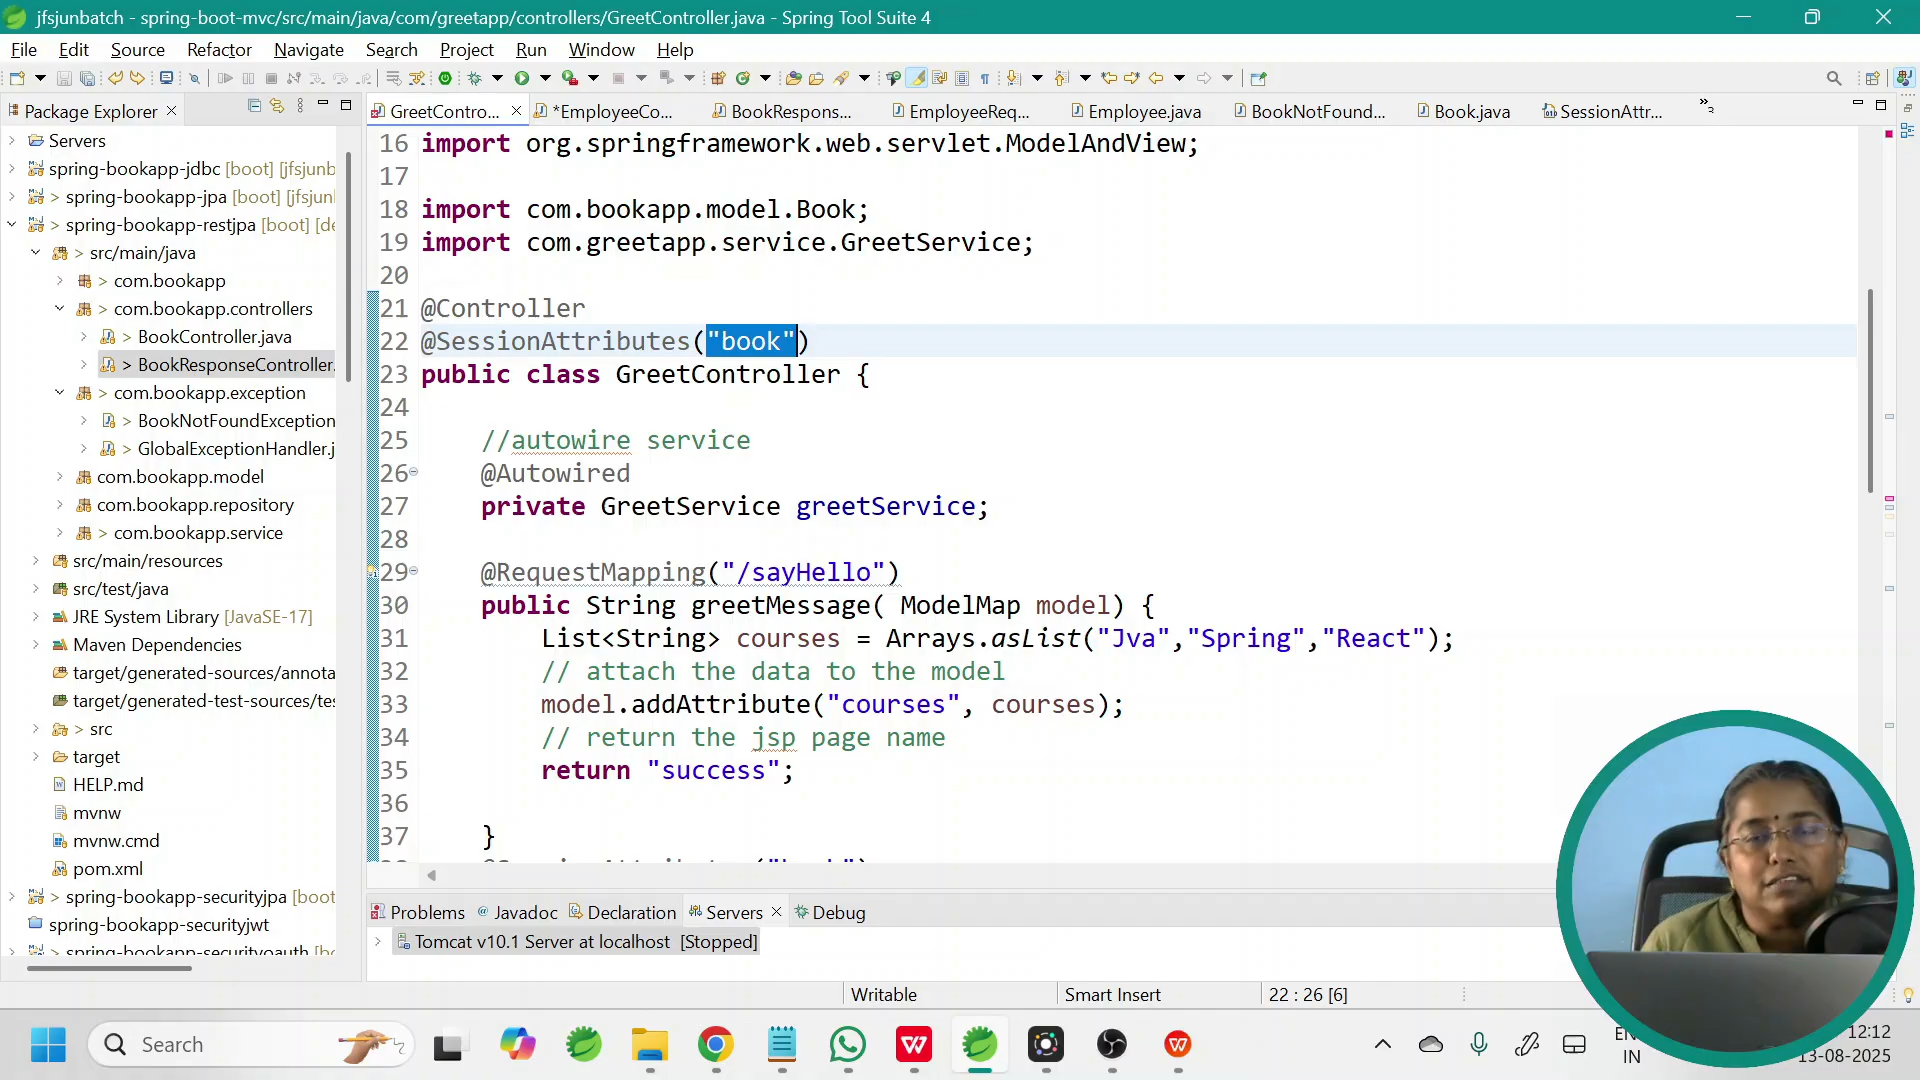 jfsjunbatch - spring-boot-mvc/src/main/java/com/greetapp/controllers/GreetController.java - Spring Tool Suite 4
File Edit Source Refactor Navigate Search Project Run Window Help
Package Explorer
GreetContro... *EmployeeCo... BookRespons... EmployeeReq... Employee.java BookNotFound... Book.java SessionAttr...
Servers
spring-bookapp-jdbc [boot] [jfsjunb
> spring-bookapp-jpa [boot] [jfsjunl
> spring-bookapp-restjpa [boot] [de
> src/main/java
> com.bookapp
> com.bookapp.controllers
> BookController.java
> BookResponseController.
> com.bookapp.exception
> BookNotFoundException
> GlobalExceptionHandler.j
com.bookapp.model
com.bookapp.repository
> com.bookapp.service
src/main/resources
src/test/java
JRE System Library [JavaSE-17]
Maven Dependencies
target/generated-sources/annota
target/generated-test-sources/tes
> src
target
HELP.md
mvnw
mvnw.cmd
pom.xml
> spring-bookapp-securityjpa [boot
spring-bookapp-securityjwt
> spring-bookapp-securityoauth [bo
16 import org.springframework.web.servlet.ModelAndView;
17
18 import com.bookapp.model.Book;
19 import com.greetapp.service.GreetService;
20
21 @Controller
22 @SessionAttributes("book")
23 public class GreetController {
24
25 //autowire service
26 @Autowired
27 private GreetService greetService;
28
29 @RequestMapping("/sayHello")
30 public String greetMessage( ModelMap model) {
31 List<String> courses = Arrays.asList("Jva","Spring","React");
32 // attach the data to the model
33 model.addAttribute("courses", courses);
34 // return the jsp page name
35 return "success";
36
37 }
Problems Javadoc Declaration Servers Debug
Tomcat v10.1 Server at localhost [Stopped]
Writable Smart Insert 22 : 26 [6]
Search
EN
IN
12:12
13-08-2025